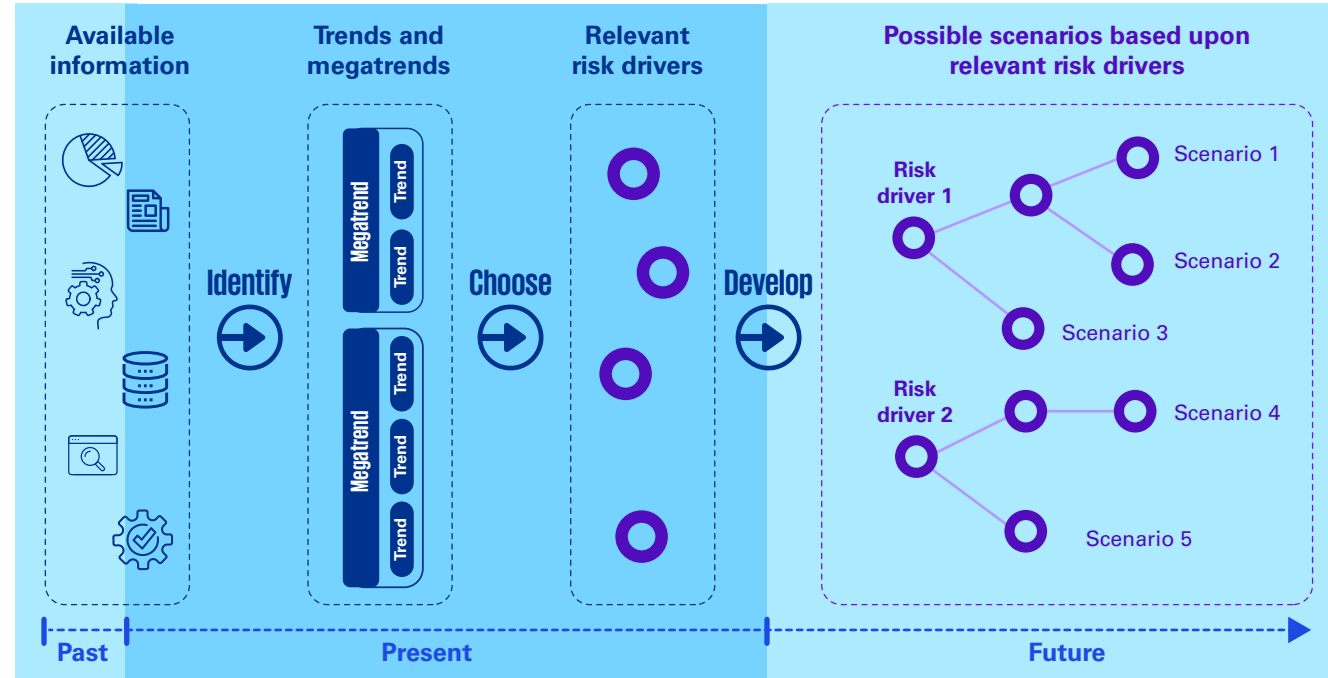 Available
information
Trends and
megatrends
Relevant
risk drivers
Possible scenarios based upon
relevant risk drivers
Identify
Megatrend
Trend
Trend
Megatrend
Trend
Trend
Trend
Choose
Develop
Risk
driver 1
Scenario 1
Scenario 2
Scenario 3
Risk
driver 2
Scenario 4
Scenario 5
Past
Present
Future